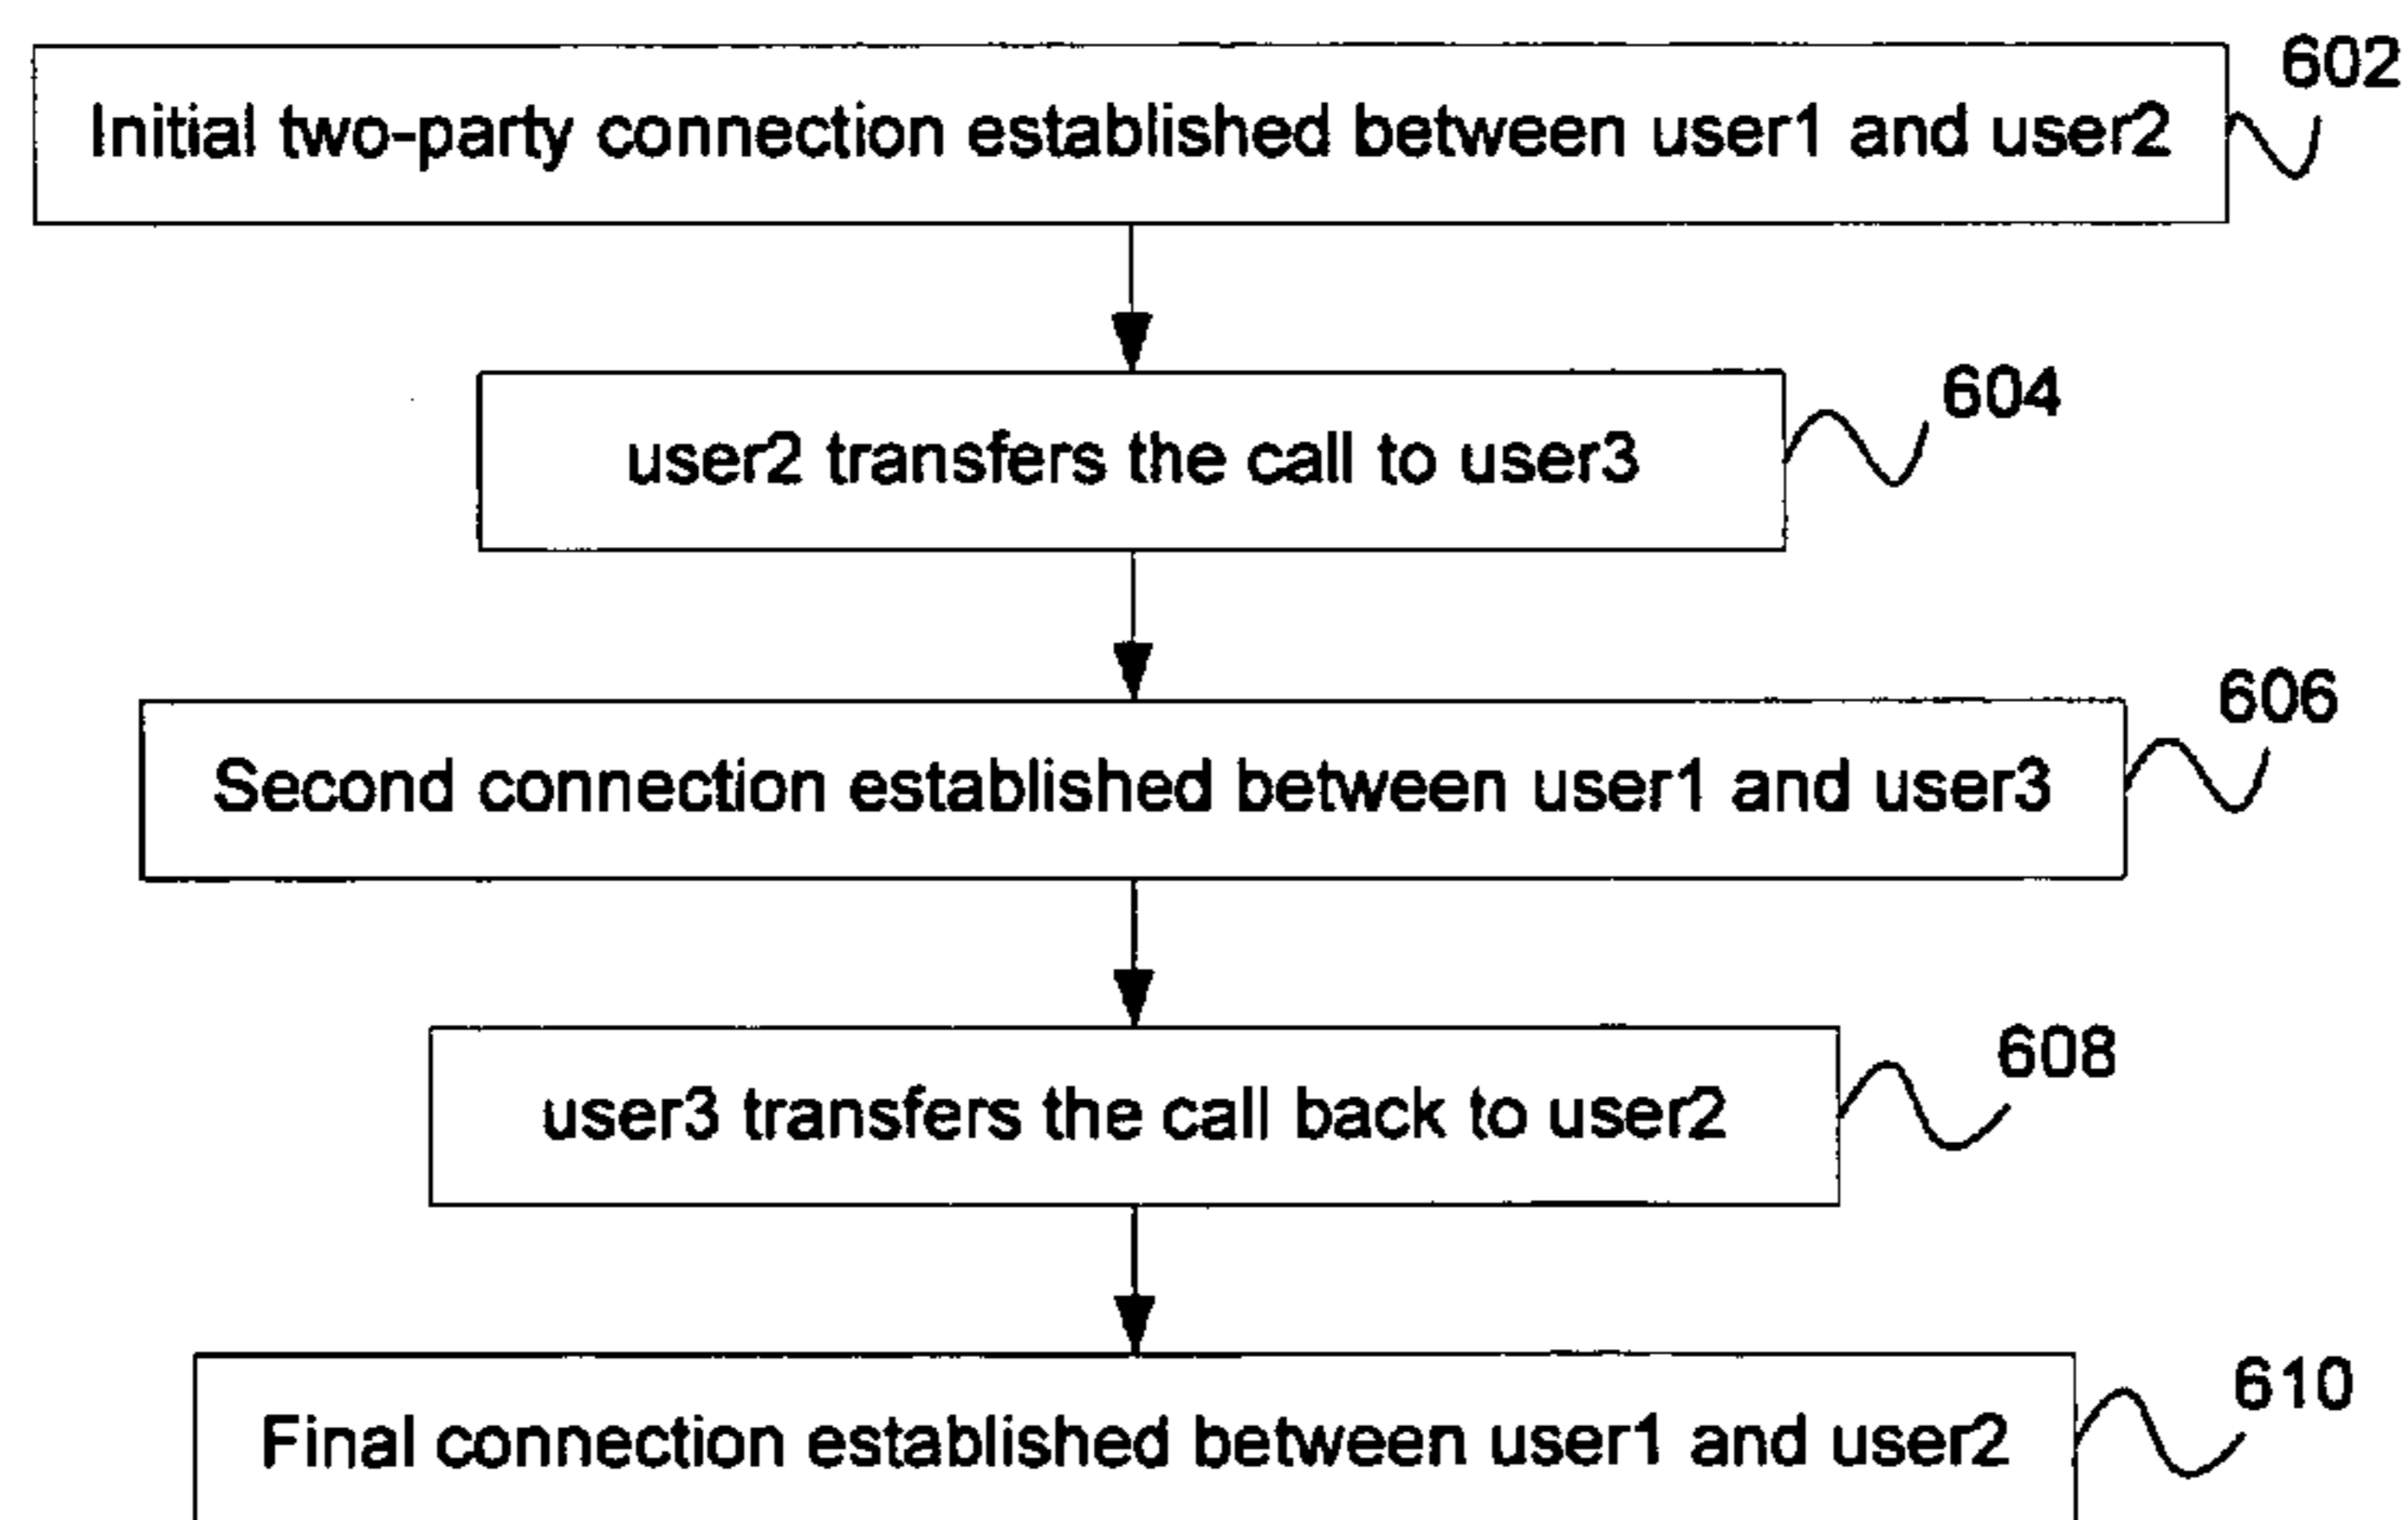 602
Initial two-party connection established between user1 and user2
604
user2 transfers the call to user3
606
Second connection established between user1 and user3
608
user3 transfers the call back to user2
610
Final connection established between user1 and user2